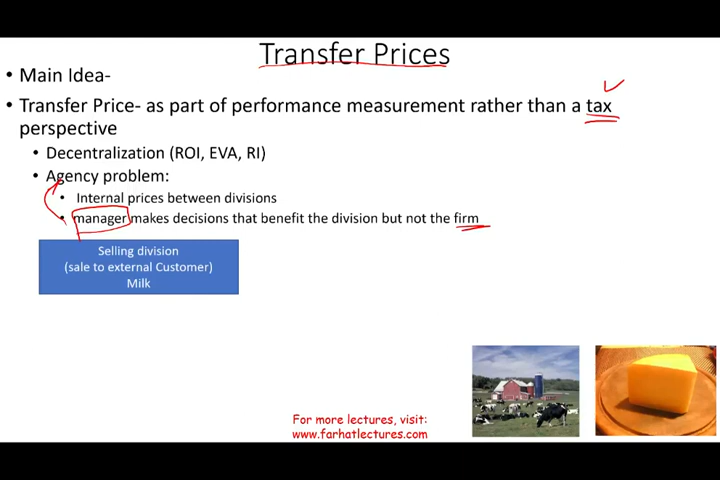 Transfer Prices
• Main Idea-
• Transfer Price- as part of performance measurement rather than a tax
perspective
• Decentralization (ROI, EVA, RI)
• Agency problem:
• Internal prices between divisions
• manager makes decisions that benefit the division but not the firm
Selling division
(sale to external Customer)
Milk
For more lectures, visit:
www.farhatlectures.com